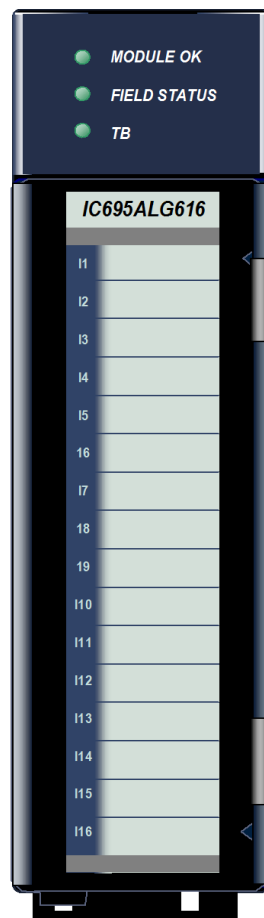 MODULE OK
FIELD STATUS
TB
IC695ALG616
I1
I2
I3
I4
I5
16
I7
18
19
I10
I11
I12
I13
I14
I15
I16